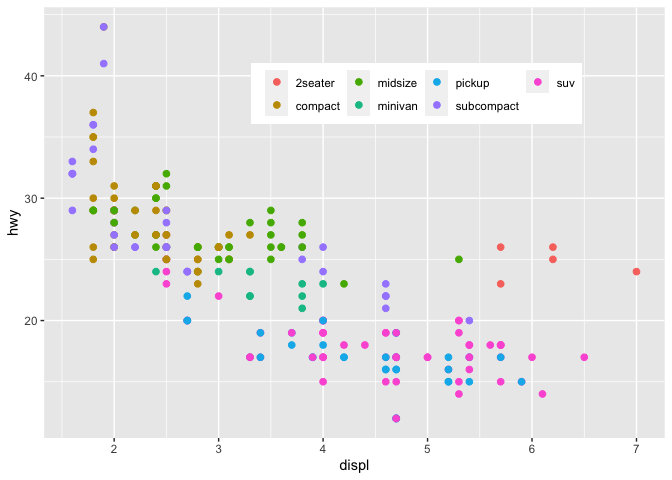 40
30
20
hwy
2seater midsize pickup suv
compact minivan subcompact
2 3 4 5 6 7
displ